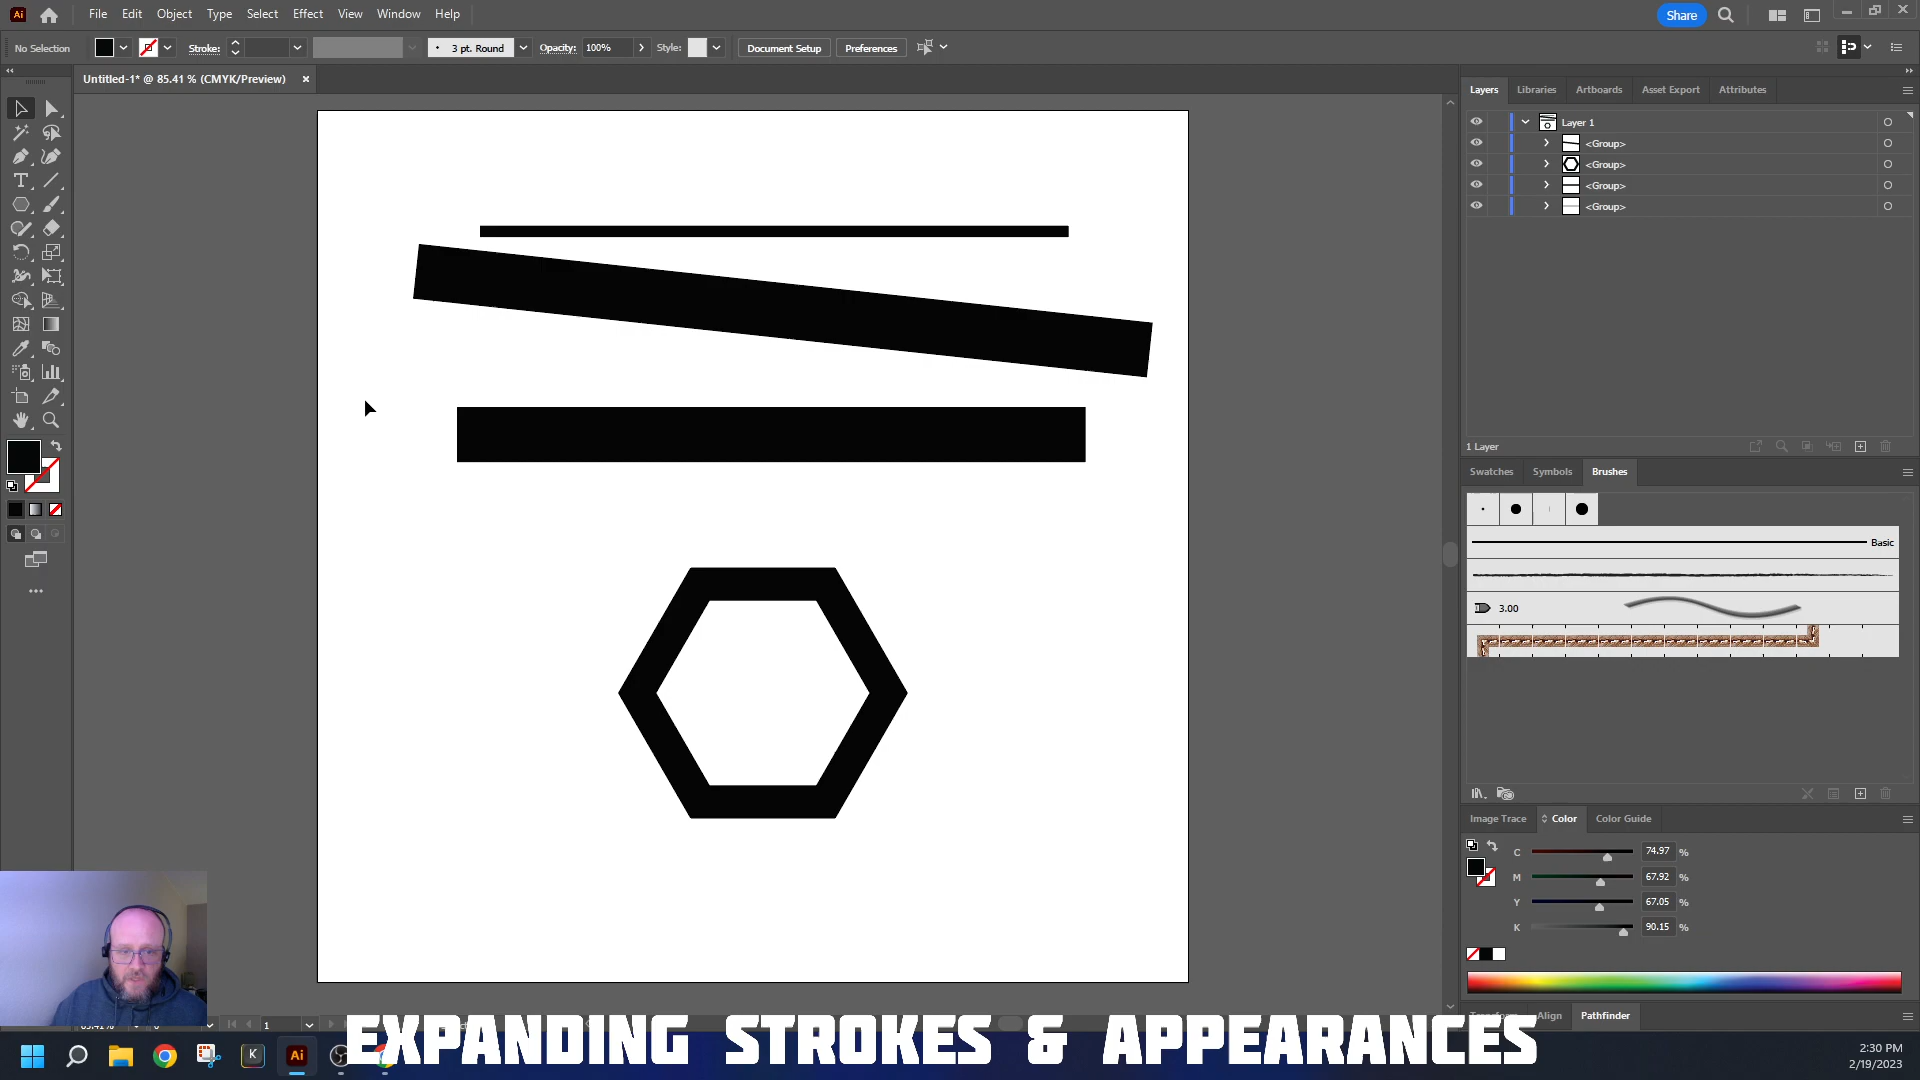 Ai File Edit Object Type Select Effect View Window Help Share
No Selection Stroke: 3 pt. Round Opacity: 100% Style: Document Setup Preferences
Untitled-1* @ 85.41 % (CMYK/Preview)
Layers Libraries Artboards Asset Export Attributes
Layer 1
<Group>
<Group>
<Group>
<Group>
1 Layer
Swatches Symbols Brushes
Basic
3.00
Image Trace Color Color Guide
C 74.97 %
M 67.92 %
Y 67.05 %
K 90.15 %
Align Pathfinder
1
EXPANDING STROKES & APPEARANCES
K Ai
2:30 PM
2/19/2023